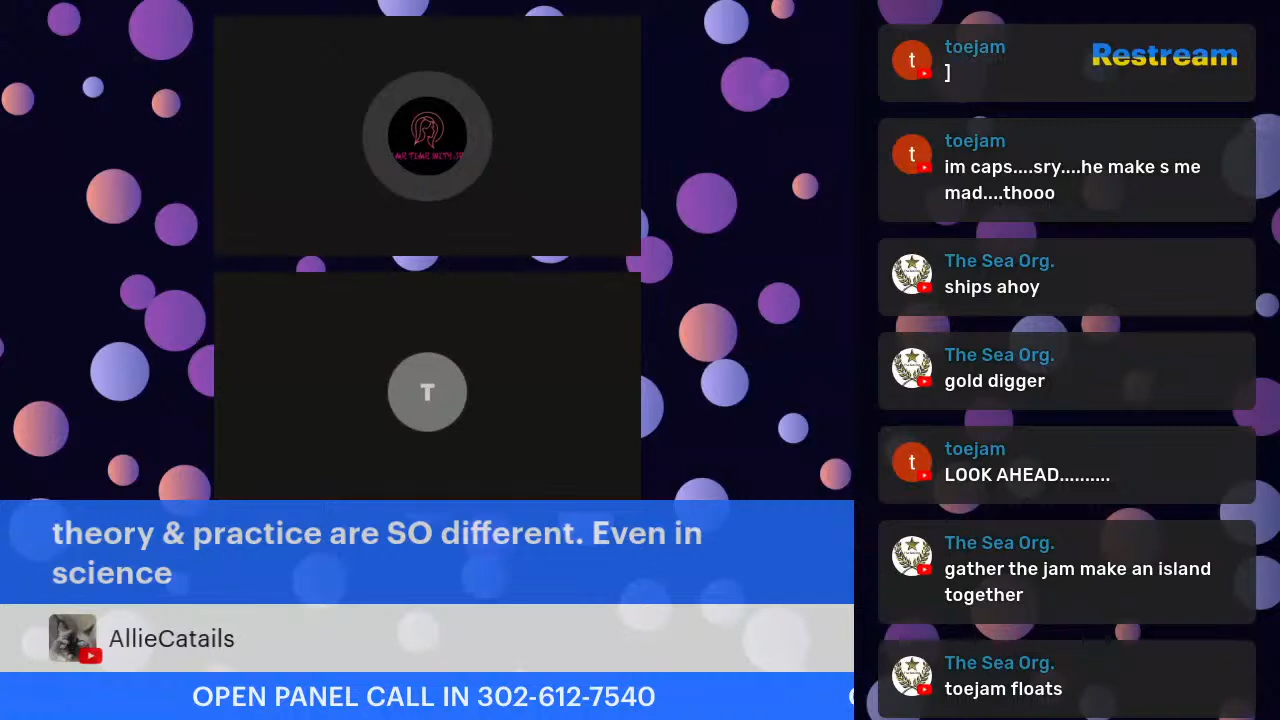 T
theory & practice are SO different. Even in
science
AllieCatails
OPEN PANEL CALL IN 302-612-7540
Restream
t
toejam
]
t
toejam
im caps....sry....he make s me
mad....thooo
The Sea Org.
ships ahoy
The Sea Org.
gold digger
t
toejam
LOOK AHEAD..........
The Sea Org.
gather the jam make an island
together
The Sea Org.
toejam floats